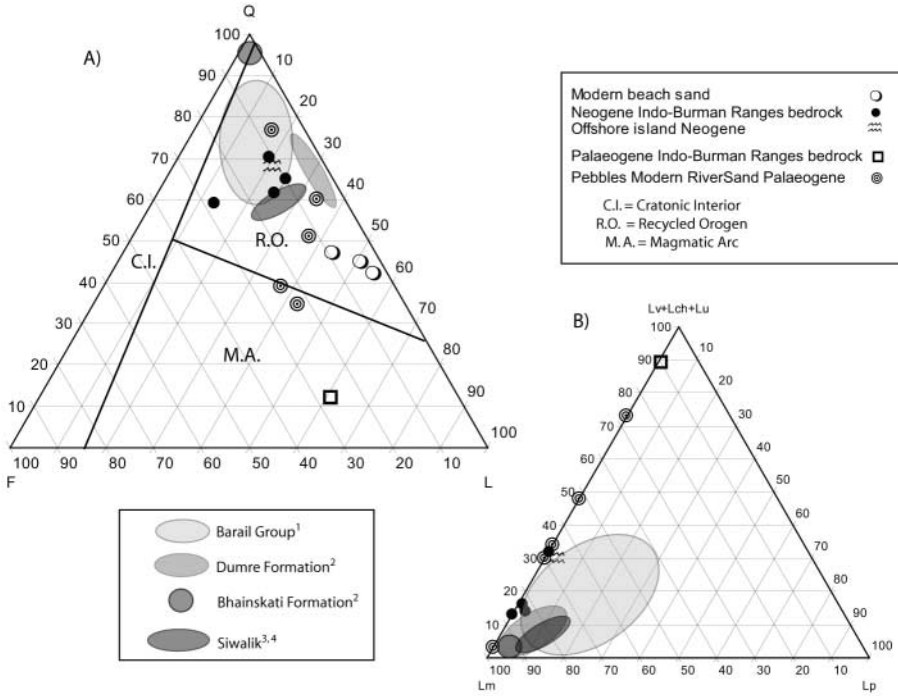 Q
A)
100
90
80
70
60
50
40
30
20
10
10
20
30
40
50
60
70
80
90
100
100
90
80
70
60
50
40
30
20
10
F
L
C.I.
R.O.
M.A.
Modern beach sand
Neogene Indo-Burman Ranges bedrock
Offshore island Neogene
Palaeogene Indo-Burman Ranges bedrock
Pebbles Modern RiverSand Palaeogene
C.I. = Cratonic Interior
R.O. = Recycled Orogen
M.A. = Magmatic Arc
Barail Group1
Dumre Formation2
Bhainskati Formation2
Siwalik3,4
B)
Lv+Lch+Lu
100
90
80
70
60
50
40
30
20
10
10
20
30
40
50
60
70
80
90
100
100
90
80
70
60
50
40
30
20
10
Lm
Lp